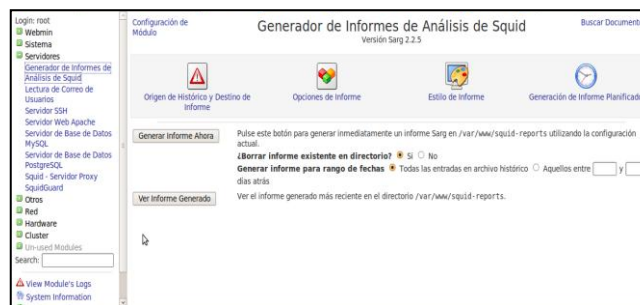 Login: root
Webmin
Sistema
Servidores
Generador de Informes de
Análisis de Squid
Lectura de Correo de
Usuarios
Servidor SSH
Servidor Web Apache
Servidor de Base de Datos
MySQL
Servidor de Base de Datos
PostgreSQL
Squid - Servidor Proxy
SquidGuard
Otros
Red
Hardware
Cluster
Un-used Modules
Search:
View Module's Logs
System Information
Configuración de
Módulo
Generador de Informes de Análisis de Squid
Versión Sarg 2.2.5
Buscar Document
Origen de Histórico y Destino de
Informe
Opciones de Informe
Estilo de Informe
Generación de Informe Planificado
Generar Informe Ahora
Pulse este botón para generar inmediatamente un informe Sarg en /var/www/squid-reports utilizando la configuración
actual.
¿Borrar informe existente en directorio? Sí No
Generar informe para rango de fechas Todas las entradas en archivo histórico Aquellos entre y
días atrás
Ver Informe Generado
Ver el informe generado más reciente en el directorio /var/www/squid-reports.